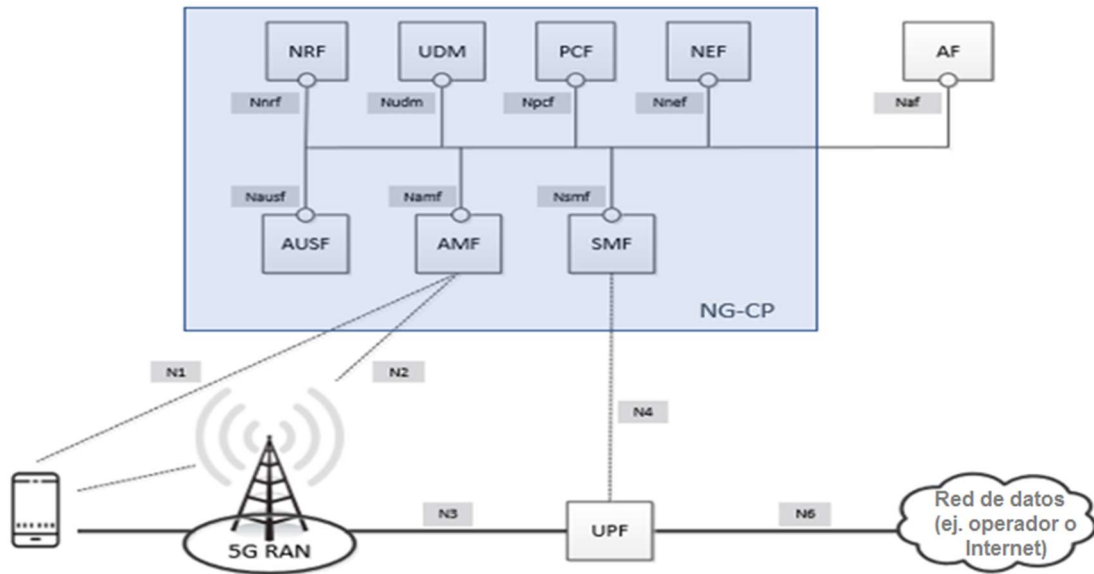 NRF
UDM
PCF
NEF
AF
Nnrf
Nudm
Npcf
Nnef
Naf
Nausf
Namf
Nsmf
AUSF
AMF
SMF
NG-CP
N1
N2
N4
N3
N6
5G RAN
UPF
Red de datos
(ej. operador o
Internet)